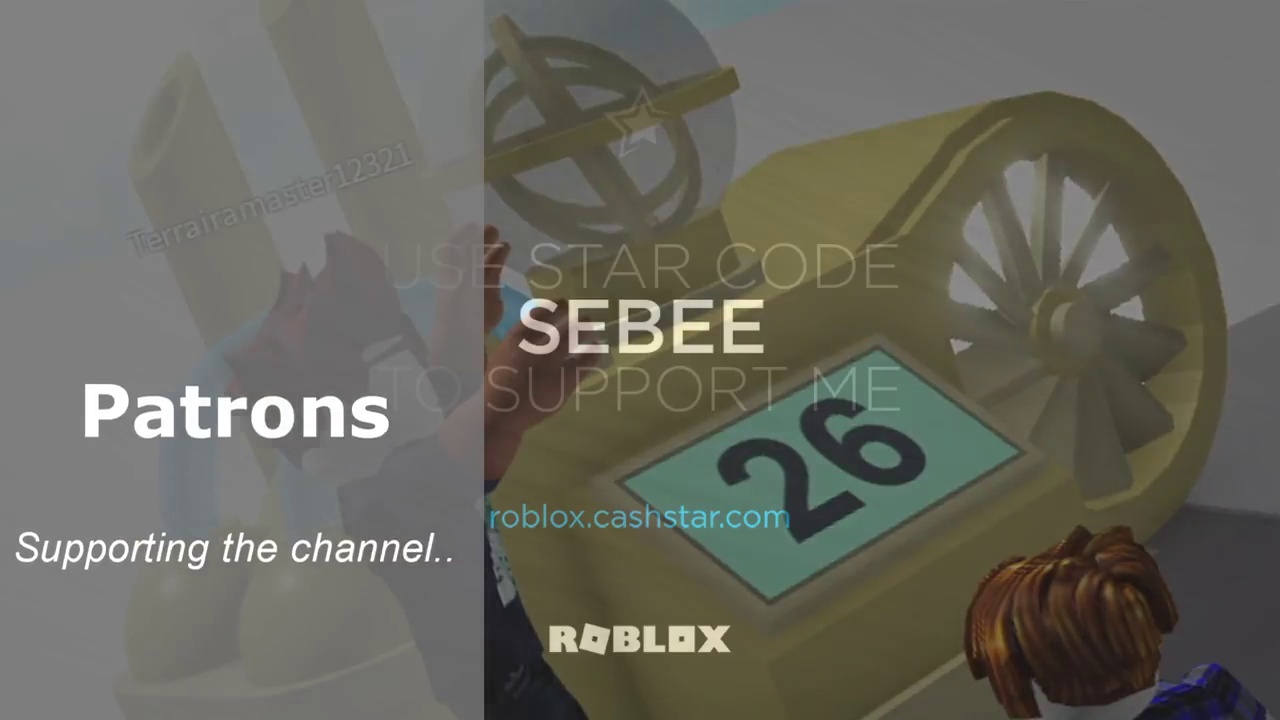 Terrairamaster12321
USE STAR CODE
SEBEE
TO SUPPORT ME
Patrons
26
roblox.cashstar.com
Supporting the channel..
ROBLOX